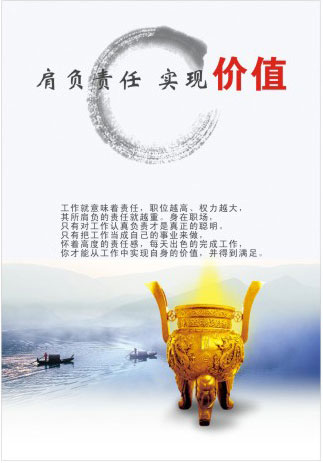 肩负责任 实现价值
工作就意味着责任，职位越高、权力越大，
其所肩负的责任就越重。身在职场，
只有对工作认真负责才是真正的聪明。
只有把工作当成自己的事业来做，
怀着高度的责任感，每天出色的完成工作，
你才能从工作中实现自身的价值，并得到满足。